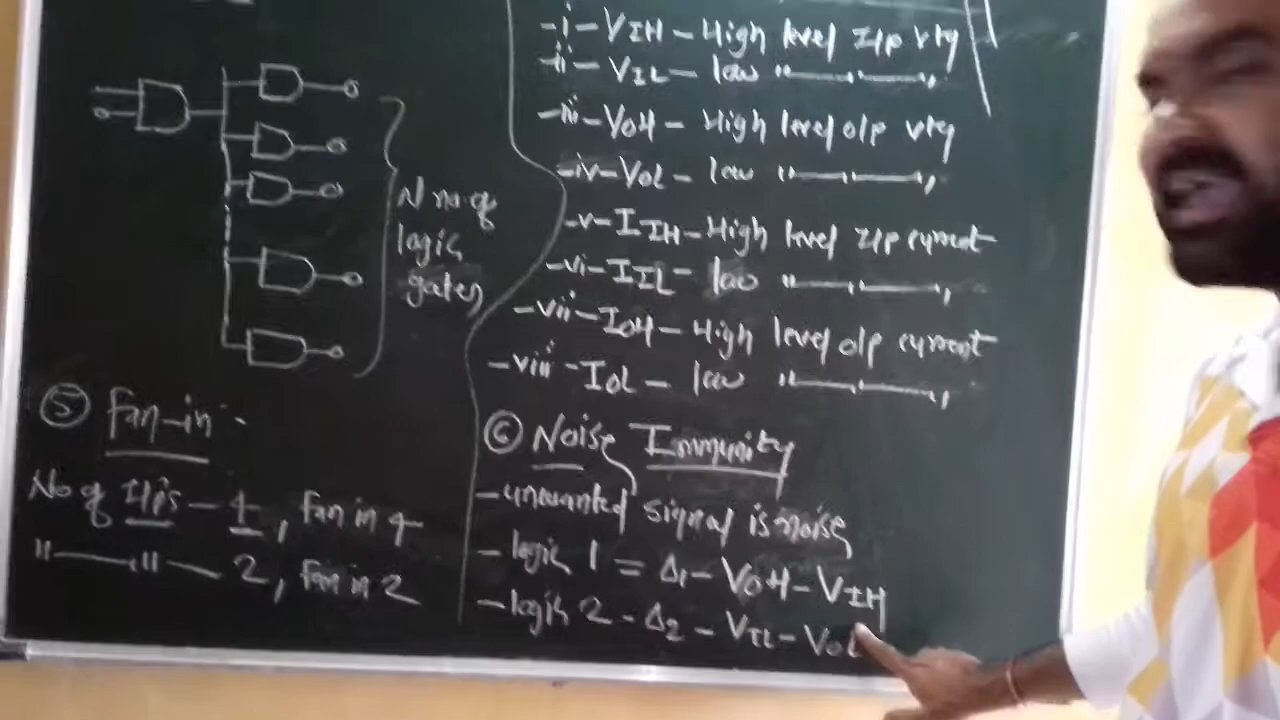 N no. of
logic
gates
⑤ Fan-in :-
No of I/p's - 4, fan in 4
"———"— 2, Fan in 2
- i - VIH - High level I/p vtg
- ii - VIL - low "———"———,,
- iii - VOH - High level o/p vtg
- iv - VOL - low "———"———,,
- v - IIH - High level I/p current
- vi - IIL - low "———"———,,
- vii - IOH - High level o/p current
- viii - IOL - low "———"———,,
⑥ Noise Immunity
- unwanted signal is noise
- logic 1 = Δ1 - VOH - VIH
- logic 2 - Δ2 - VIL - VOL